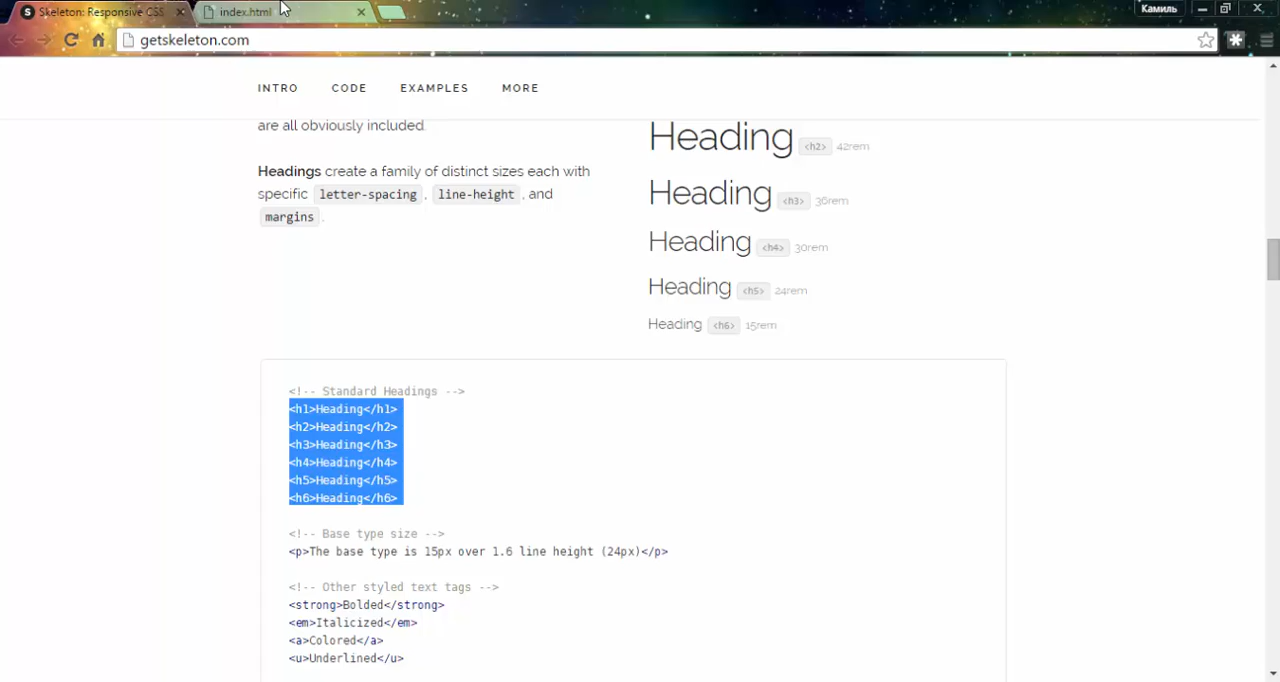 Skeleton: Responsive CSS
index.html
Камиль
getskeleton.com
INTRO CODE EXAMPLES MORE
are all obviously included.
Headings create a family of distinct sizes each with
specific letter-spacing, line-height, and
margins.
Heading <h2> 42rem
Heading <h3> 36rem
Heading <h4> 30rem
Heading <h5> 24rem
Heading <h6> 15rem
<!-- Standard Headings -->
<h1>Heading</h1>
<h2>Heading</h2>
<h3>Heading</h3>
<h4>Heading</h4>
<h5>Heading</h5>
<h6>Heading</h6>
<!-- Base type size -->
<p>The base type is 15px over 1.6 line height (24px)</p>
<!-- Other styled text tags -->
<strong>Bolded</strong>
<em>Italicized</em>
<a>Colored</a>
<u>Underlined</u>